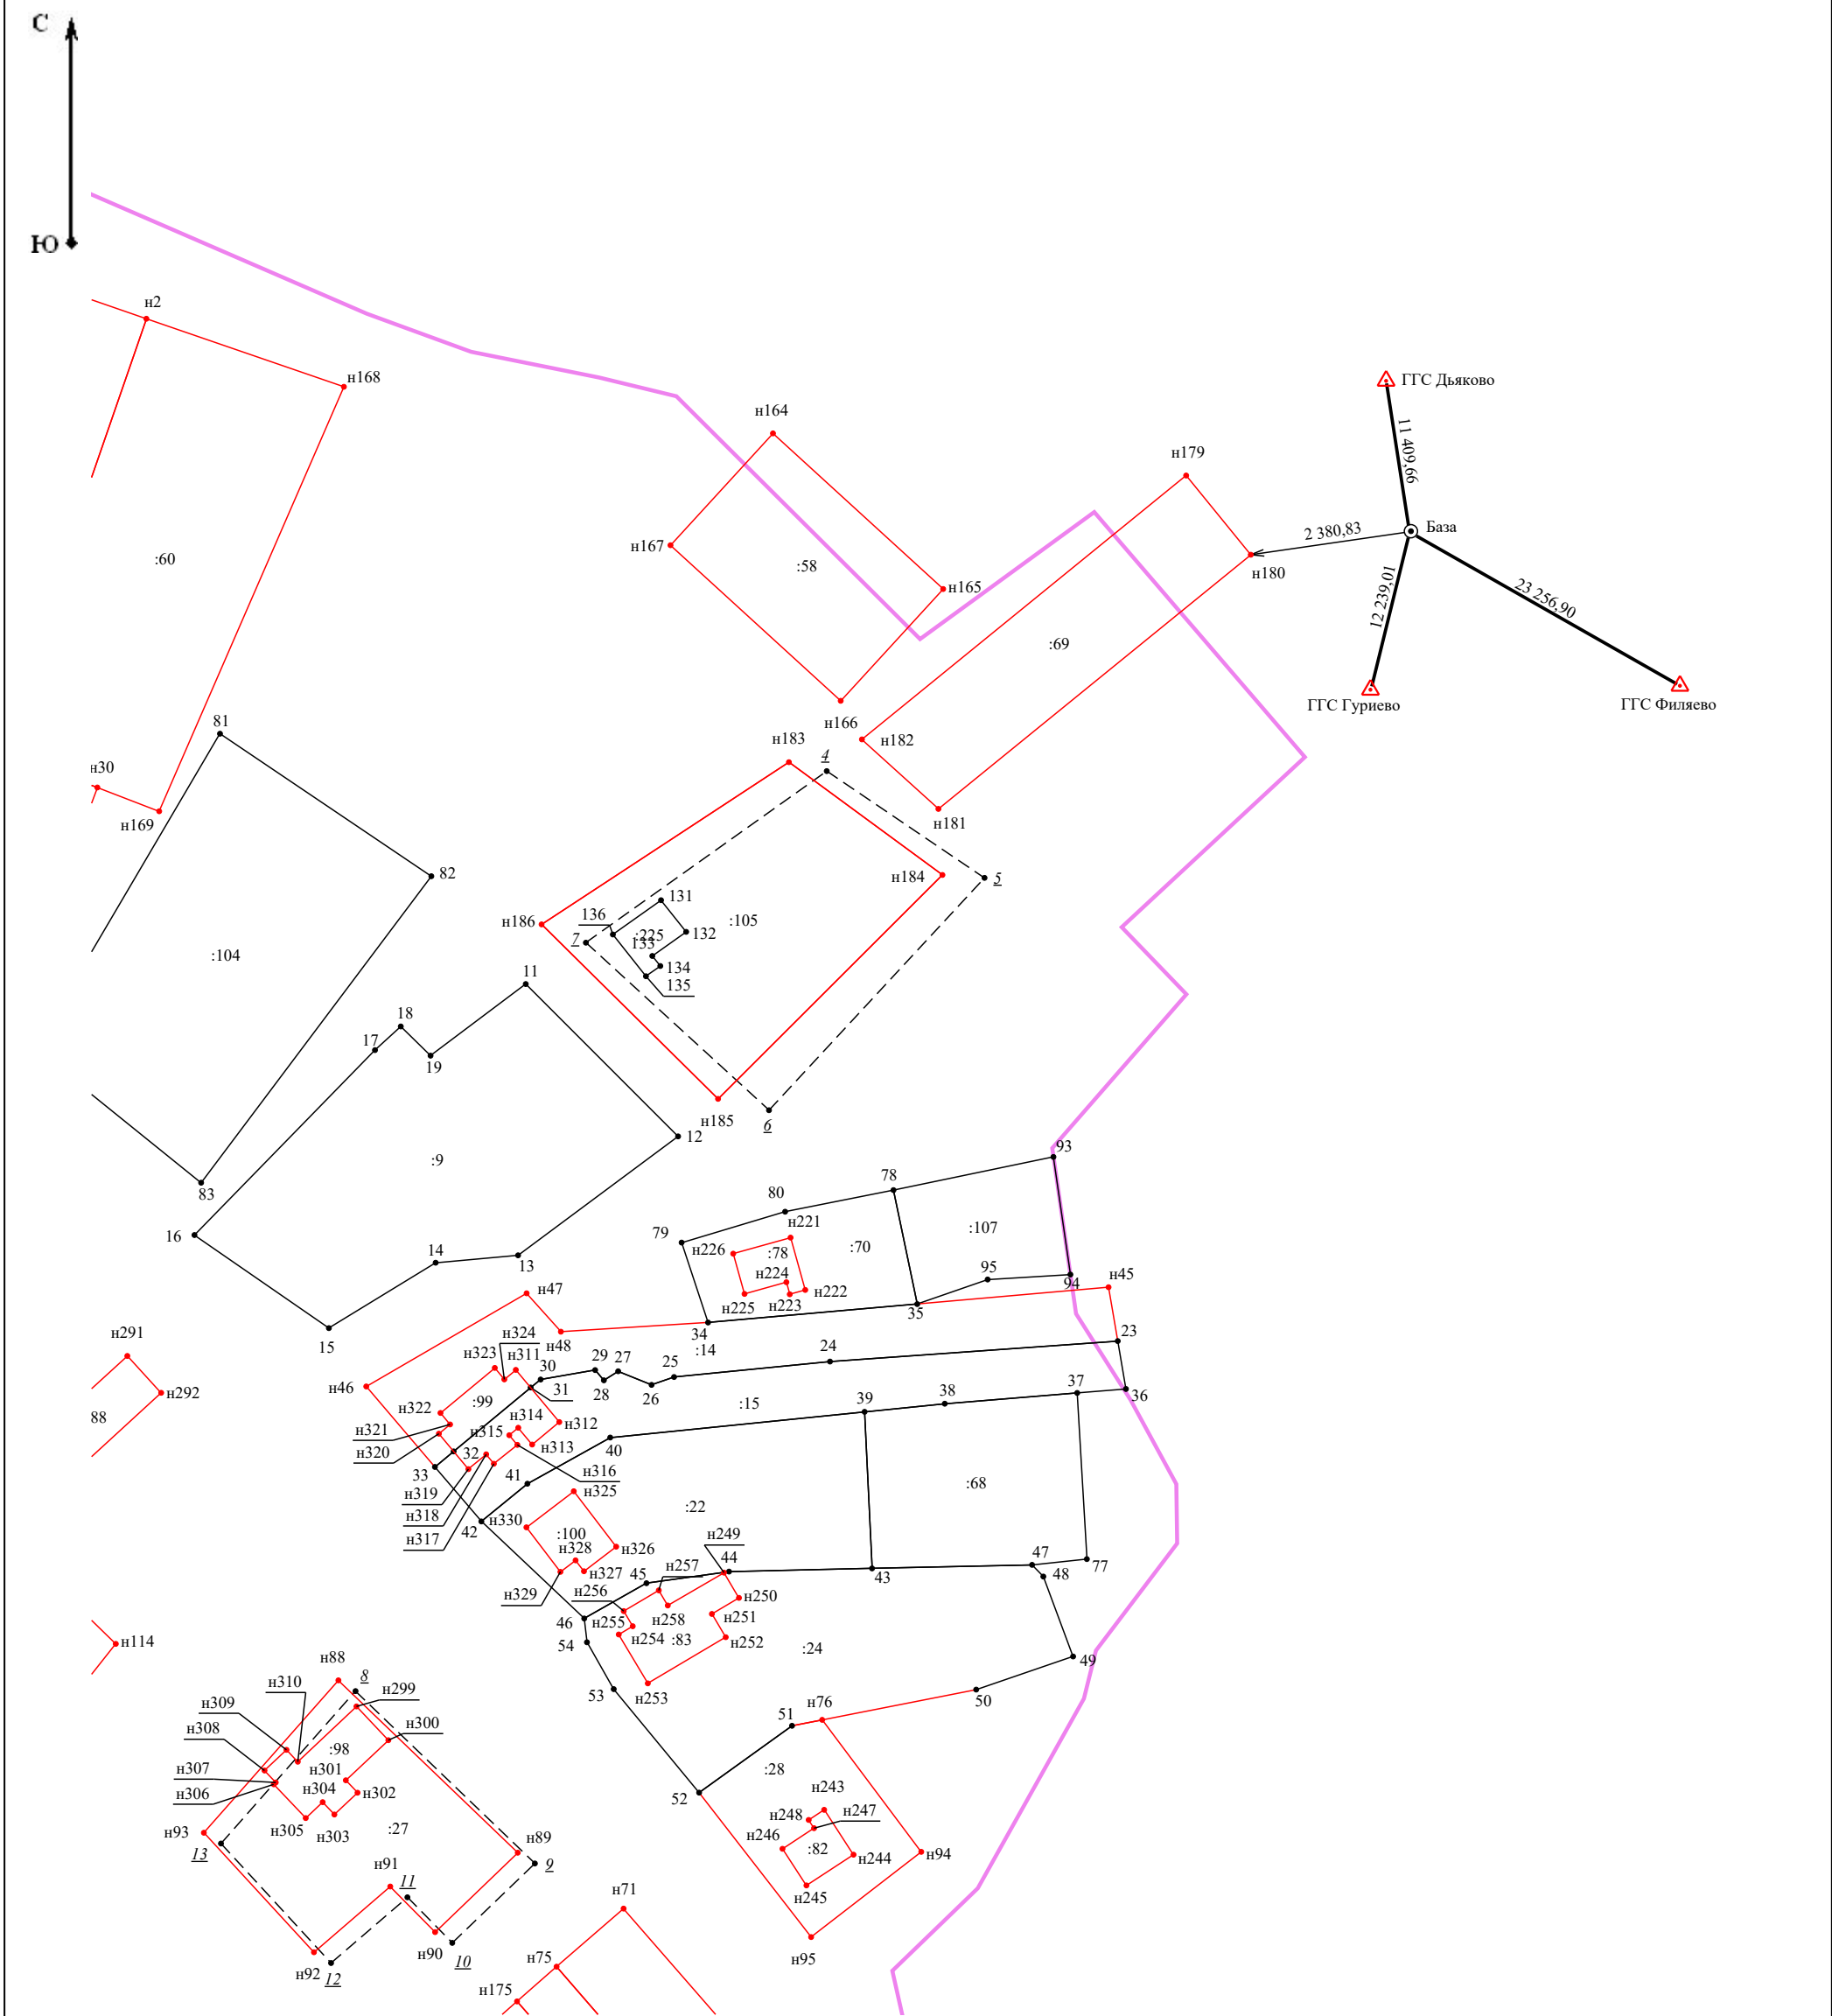 С
Ю
н2
н168
ГГС Дьяково
н164
11 409,66
н179
2 380,83
База
н167
:60
:58
н180
н165
23 256,90
12 239,01
:69
ГГС Гуриево
ГГС Филяево
81
н166
н183
н182
4
н30
н169
н181
82
н184
5
131
136
н186
:105
132
:225
133
7
:104
134
11
135
18
17
19
н185
6
12
93
:9
78
83
80
н221
:107
79
16
н226
:78
:70
14
13
н224
95
94
н45
н222
н47
н225
н223
35
34
н324
н48
23
15
н291
:14
24
н323
н311
30
29
27
25
н46
31
28
26
37
н292
36
:99
39
38
:15
88
н322
н314
н312
н321
н315
н320
32
н313
40
33
41
н316
:68
н319
н325
н318
:22
42
н330
н317
:100
н249
н328
н326
44
47
н257
н327
77
45
43
48
н329
н256
н250
46
н255
н258
н251
54
н254
:83
н252
:24
н114
н88
49
8
н310
н299
53
н253
н309
50
н76
51
н308
н300
:98
н307
н301
:28
н306
н304
н302
52
н243
н248
н247
н93
н305
н303
:27
н246
13
н89
:82
н94
н244
9
н91
11
н71
н245
н90
н75
н95
10
н92
12
н175